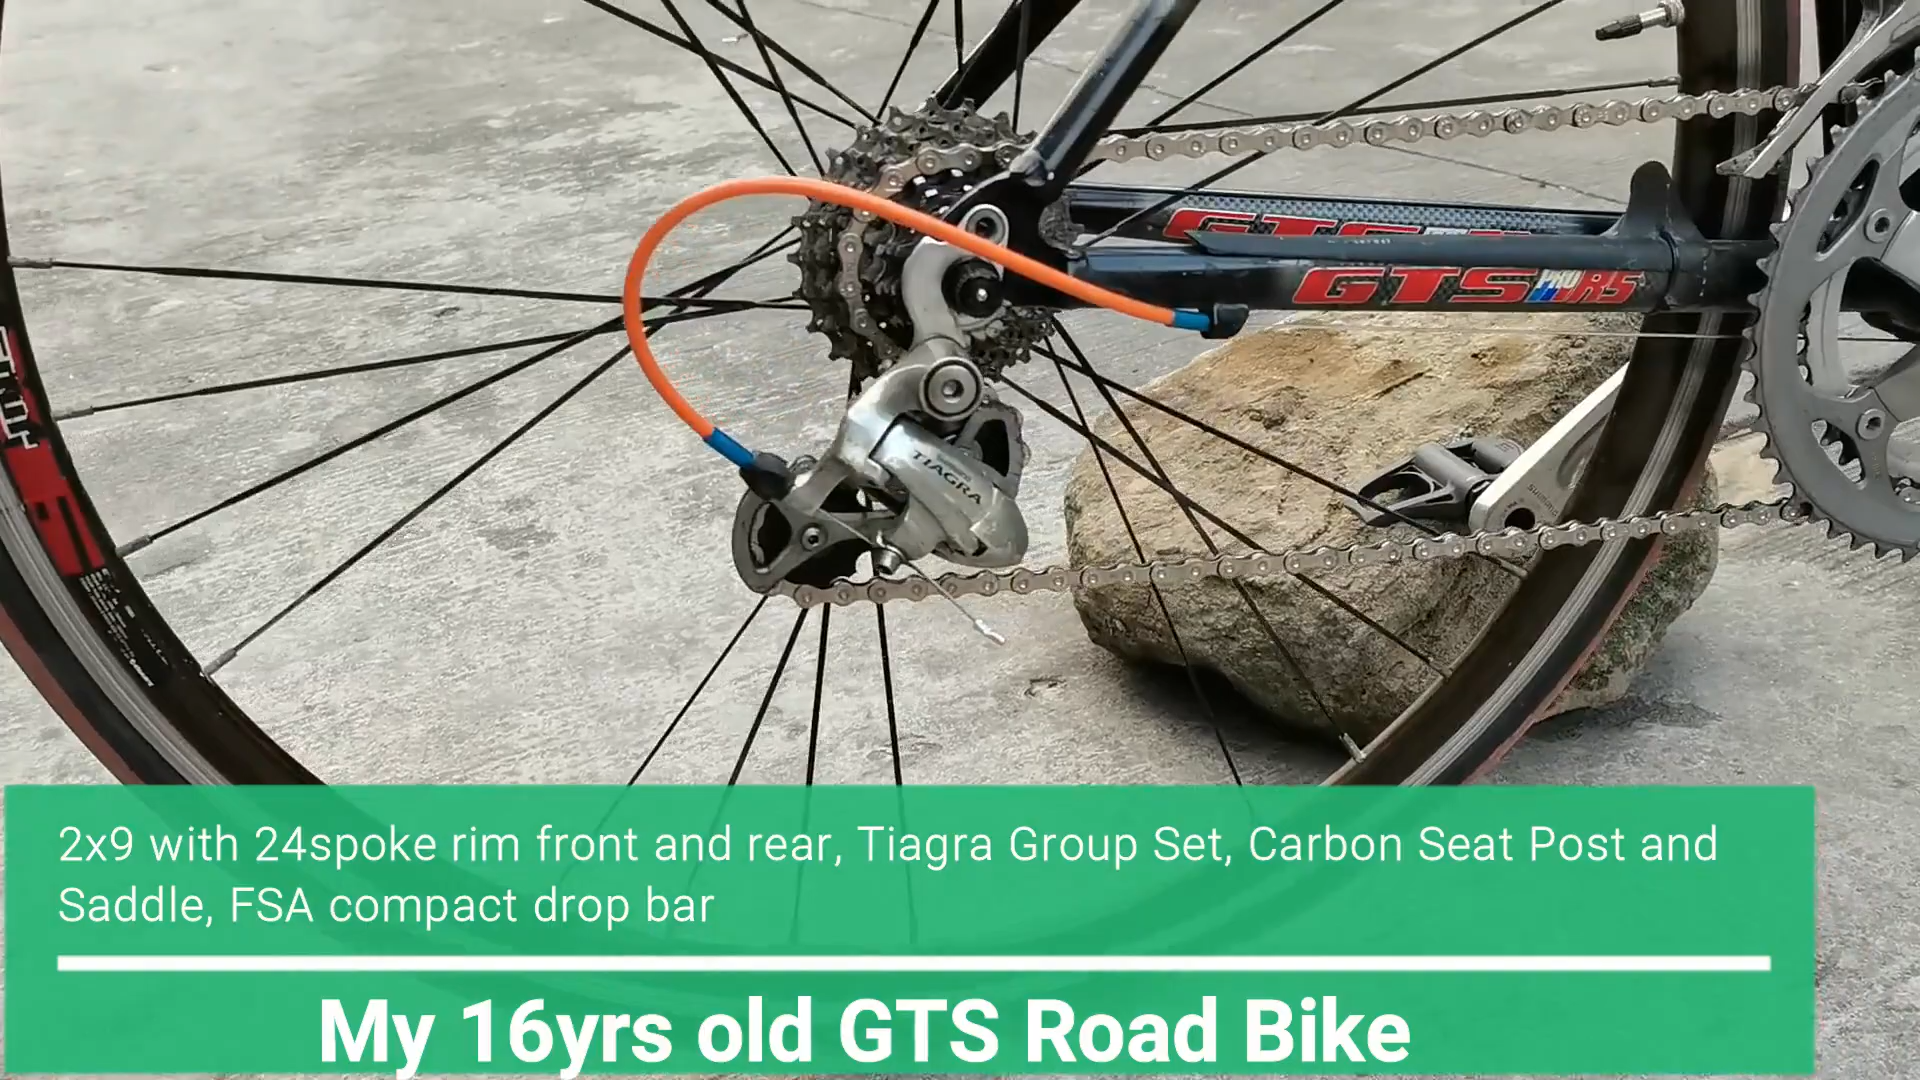 GTS PRO RS
TIAGRA
SHIMANO
2x9 with 24spoke rim front and rear, Tiagra Group Set, Carbon Seat Post and
Saddle, FSA compact drop bar
My 16yrs old GTS Road Bike